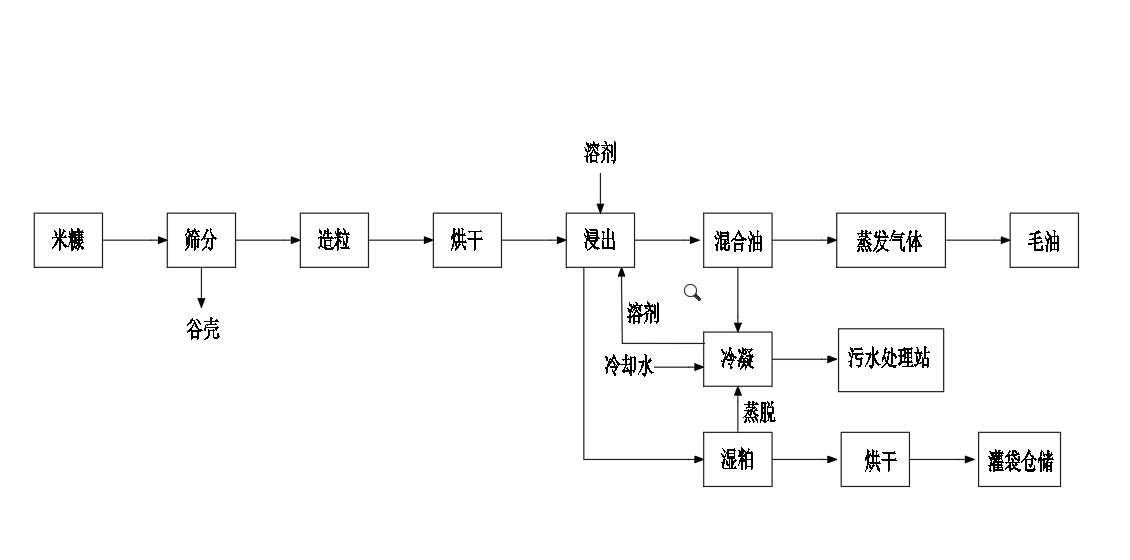 溶剂
米糠
筛分
造粒
烘干
浸出
混合油
蒸发气体
毛油
谷壳
溶剂
冷却水
冷凝
污水处理站
蒸脱
湿粕
烘干
灌袋仓储